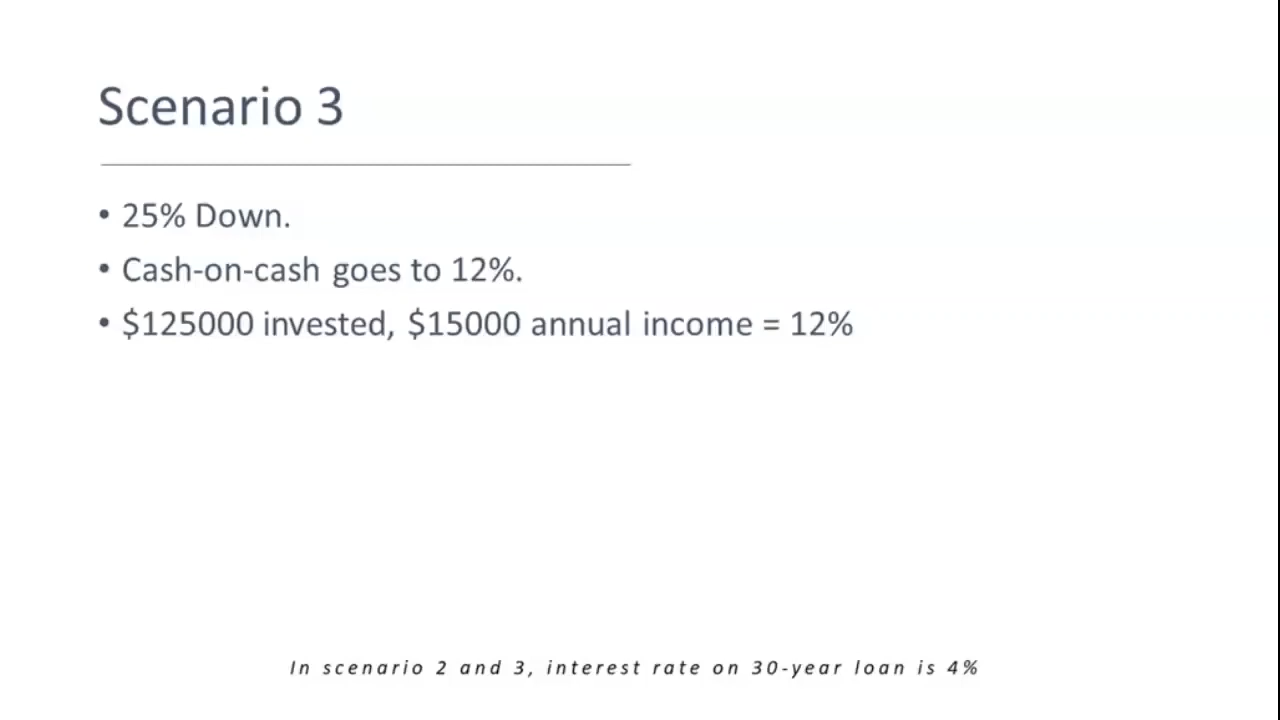 Scenario 3
• 25% Down.
• Cash-on-cash goes to 12%.
• $125000 invested, $15000 annual income = 12%
In scenario 2 and 3, interest rate on 30-year loan is 4%